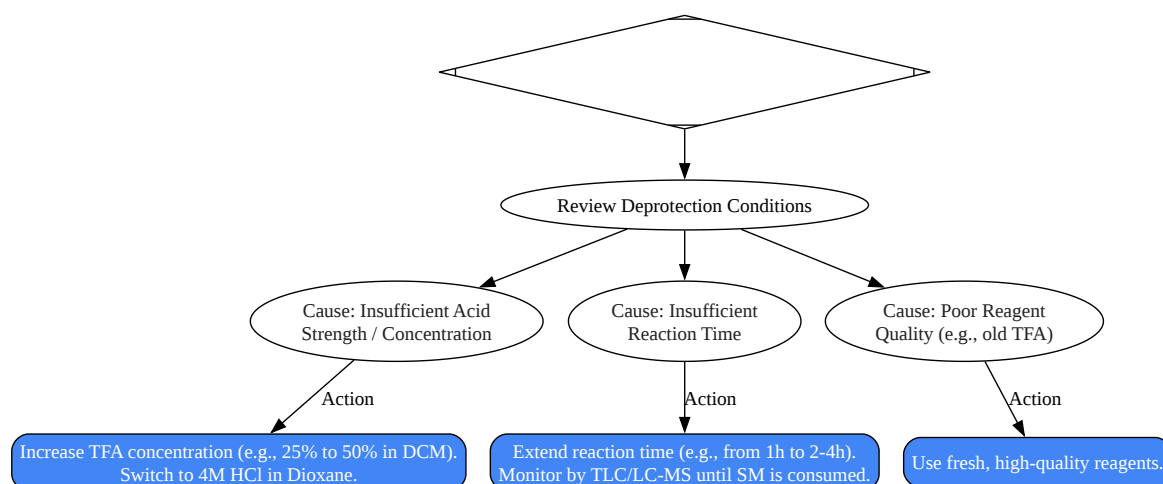 Review Deprotection Conditions
Cause: Insufficient Acid
Strength / Concentration
Cause: Insufficient
Reaction Time
Cause: Poor Reagent
Quality (e.g., old TFA)
Action
Action
Action
Increase TFA concentration (e.g., 25% to 50% in DCM).
Switch to 4M HCl in Dioxane.
Extend reaction time (e.g., from 1h to 2-4h).
Monitor by TLC/LC-MS until SM is consumed.
Use fresh, high-quality reagents.